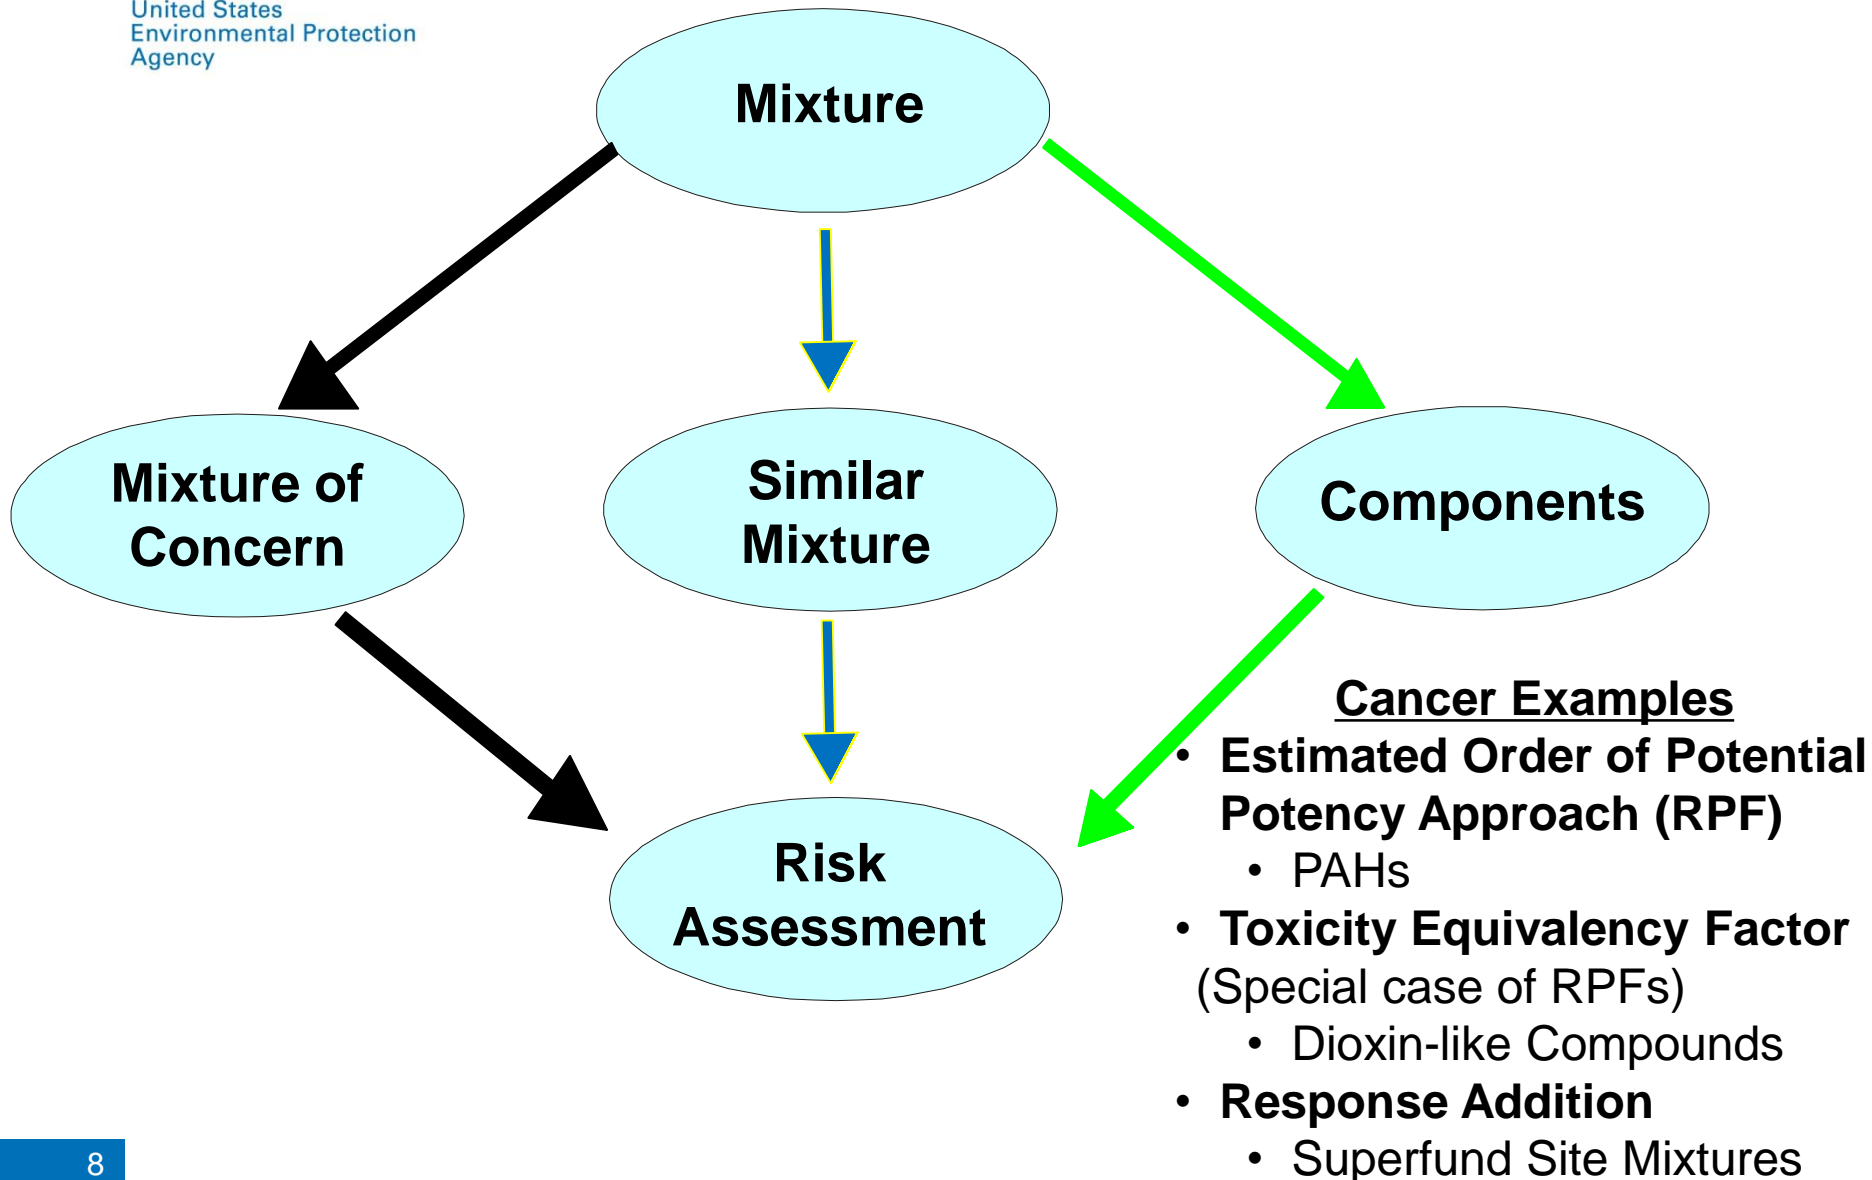 United States
Environmental Protection
Agency
Mixture
Mixture of
Concern
Similar
Mixture
Components
Risk
Assessment
Cancer Examples
• Estimated Order of Potential
Potency Approach (RPF)
• PAHs
• Toxicity Equivalency Factor
(Special case of RPFs)
• Dioxin-like Compounds
• Response Addition
• Superfund Site Mixtures
8